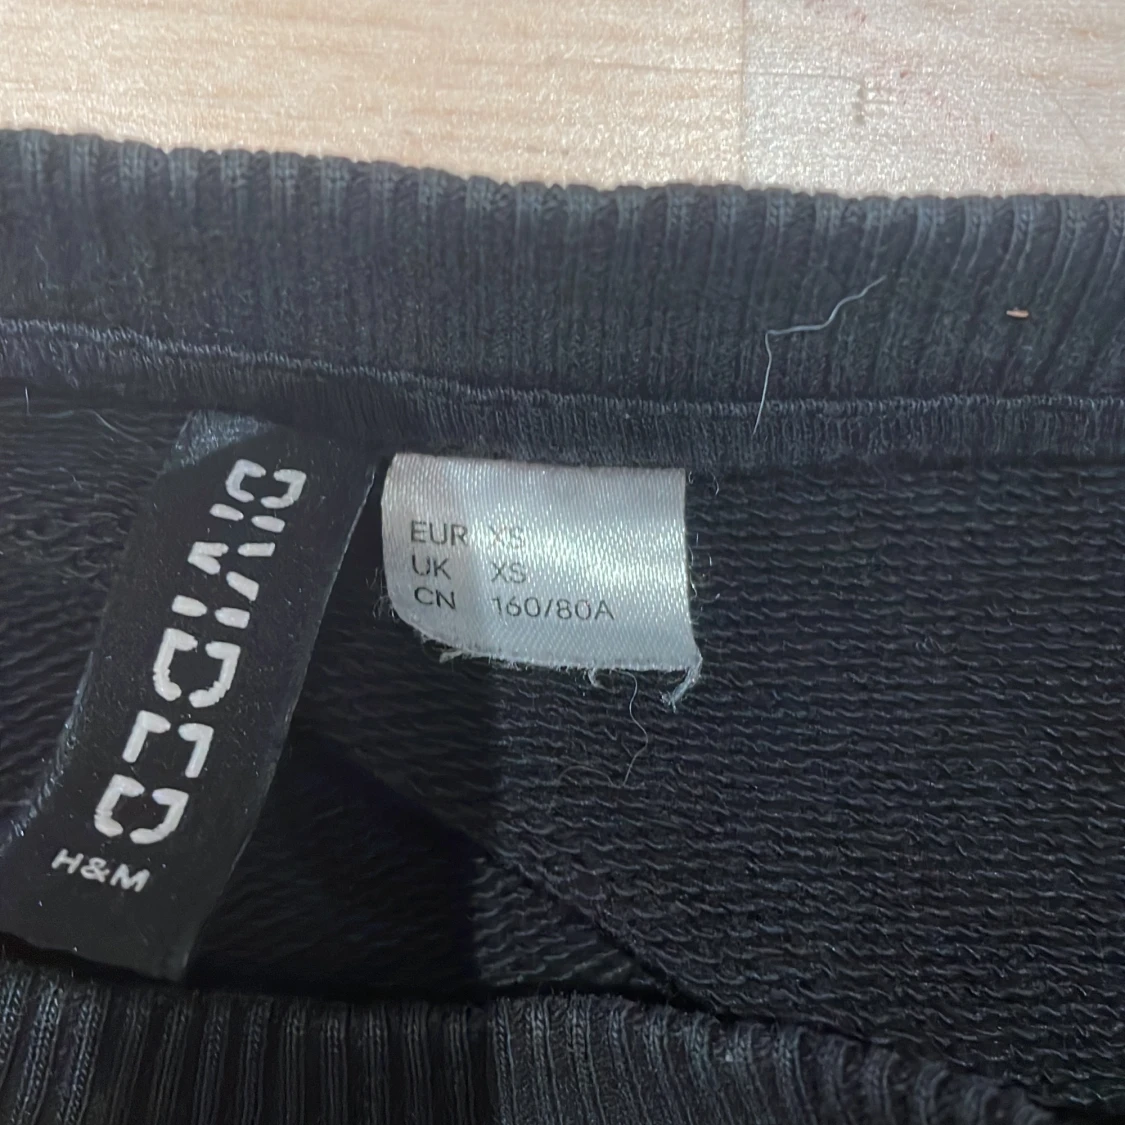 DIVIDED
H&M
EUR XS
UK XS
CN 160/80A